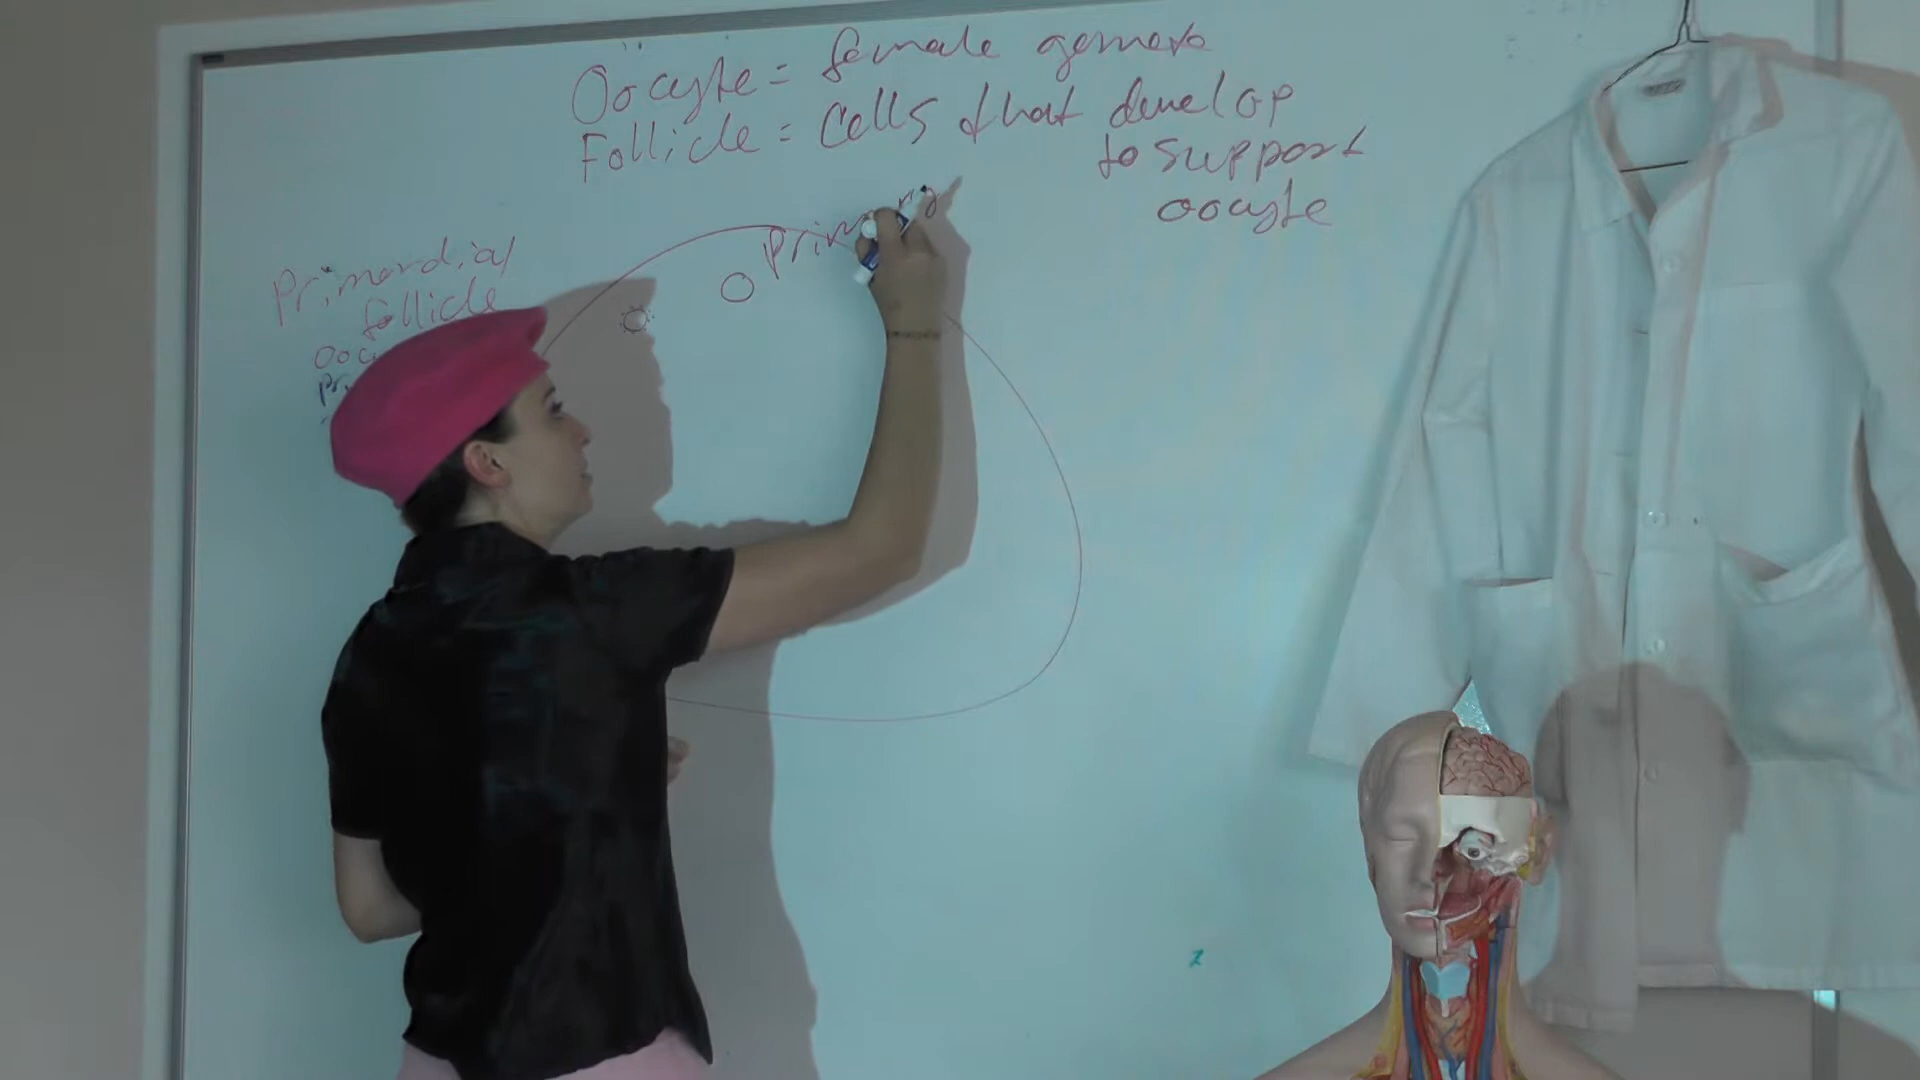 Oocyte = female gamete
Follicle = Cells that develop
to support
oocyte
Primary
Primordial
follicle